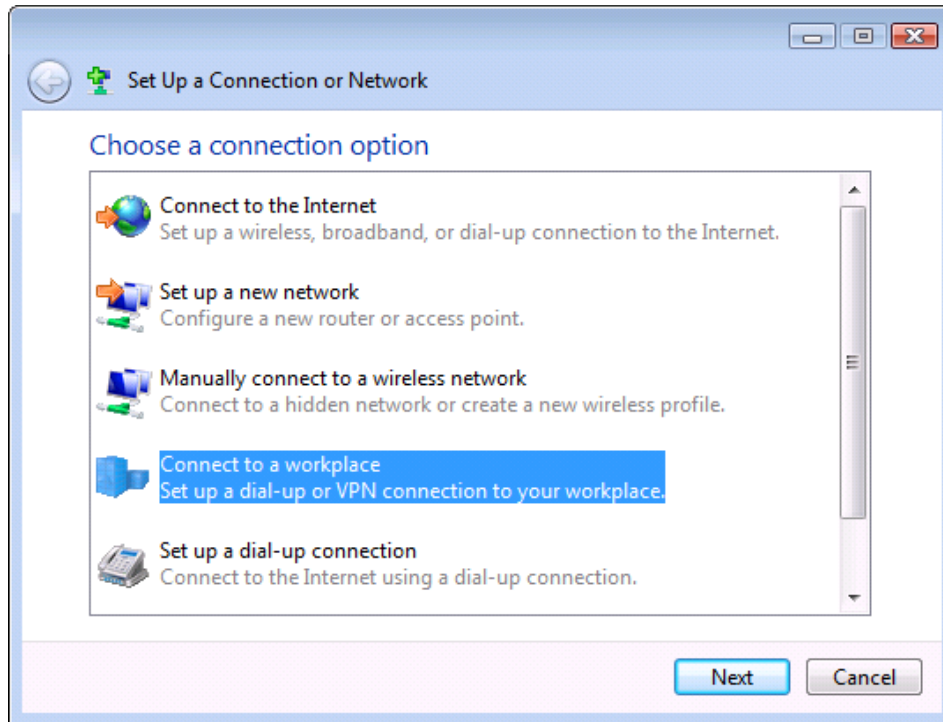 Set Up a Connection or Network
Choose a connection option
Connect to the Internet
Set up a wireless, broadband, or dial-up connection to the Internet.
Set up a new network
Configure a new router or access point.
Manually connect to a wireless network
Connect to a hidden network or create a new wireless profile.
Connect to a workplace
Set up a dial-up or VPN connection to your workplace.
Set up a dial-up connection
Connect to the Internet using a dial-up connection.
Next Cancel